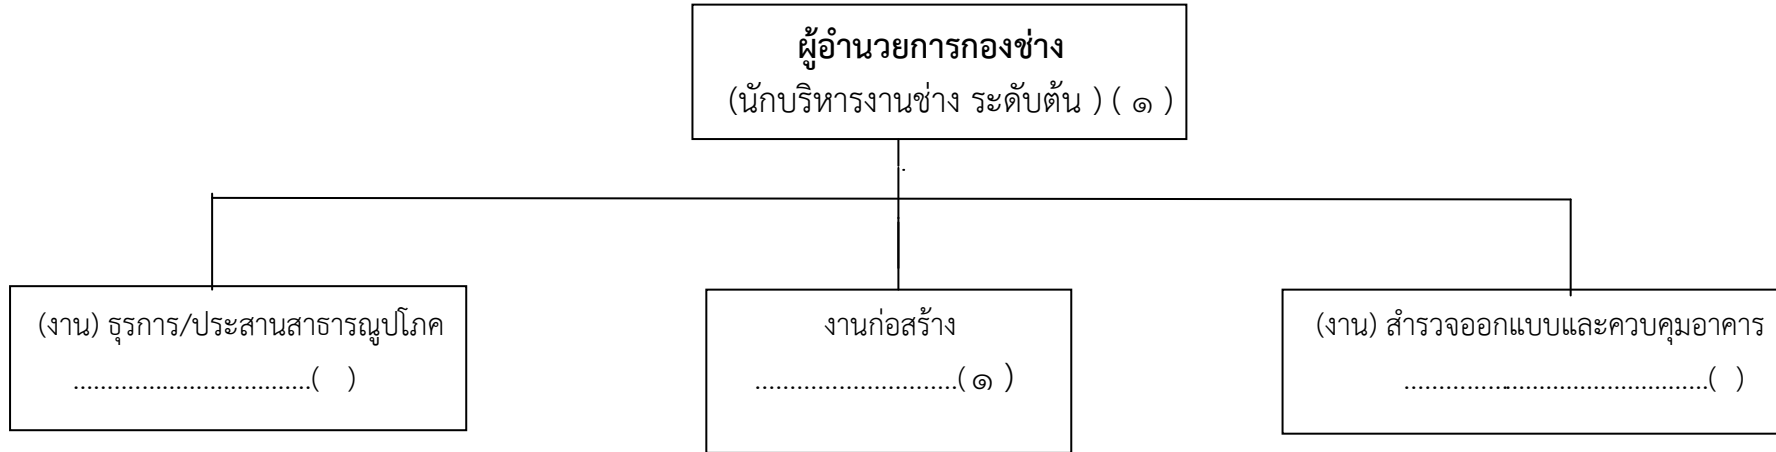 ผู้อำนวยการกองช่าง
(นักบริหารงานช่าง ระดับต้น ) ( ๑ )
(งาน) ธุรการ/ประสานสาธารณูปโภค
...................................(   )
งานก่อสร้าง
..............................( ๑ )
(งาน) สำรวจออกแบบและควบคุมอาคาร
.............................................(   )